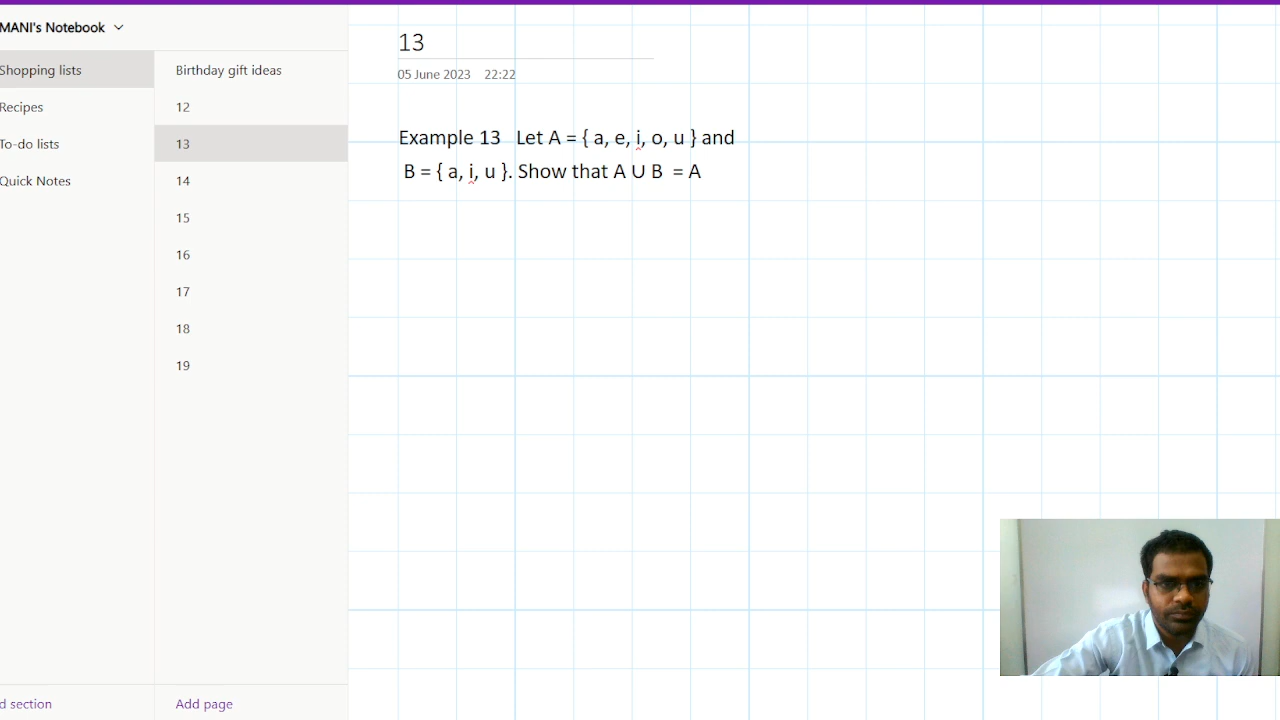 MANI's Notebook
Shopping lists
Recipes
To-do lists
Quick Notes
d section
Birthday gift ideas
12
13
14
15
16
17
18
19
Add page
13
05 June 2023 22:22
Example 13 Let A = { a, e, i, o, u } and
B = { a, i, u }. Show that A ∪ B = A